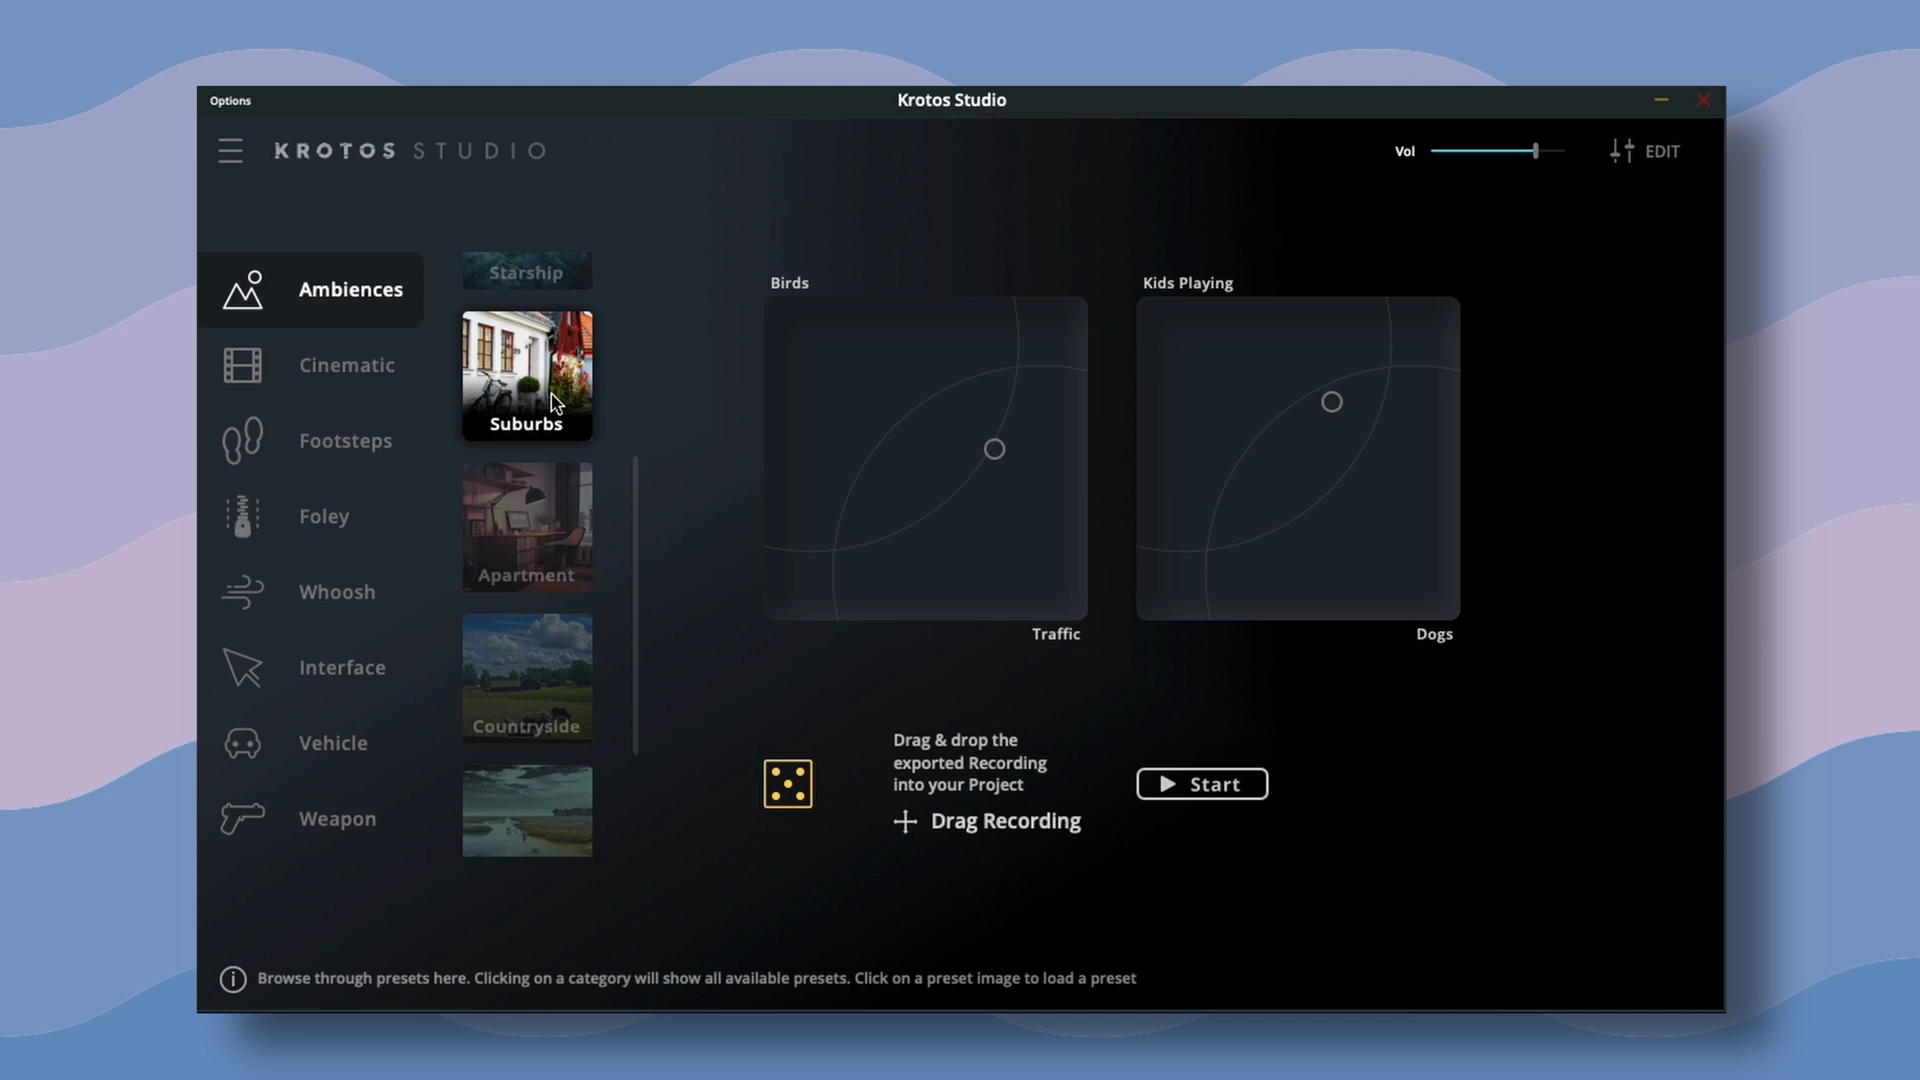 Options
Krotos Studio
KROTOS STUDIO
Vol
EDIT
Ambiences
Cinematic
Footsteps
Foley
Whoosh
Interface
Vehicle
Weapon
Starship
Suburbs
Apartment
Countryside
Birds
Traffic
Kids Playing
Dogs
Drag & drop the
exported Recording
into your Project
Drag Recording
Start
Browse through presets here. Clicking on a category will show all available presets. Click on a preset image to load a preset